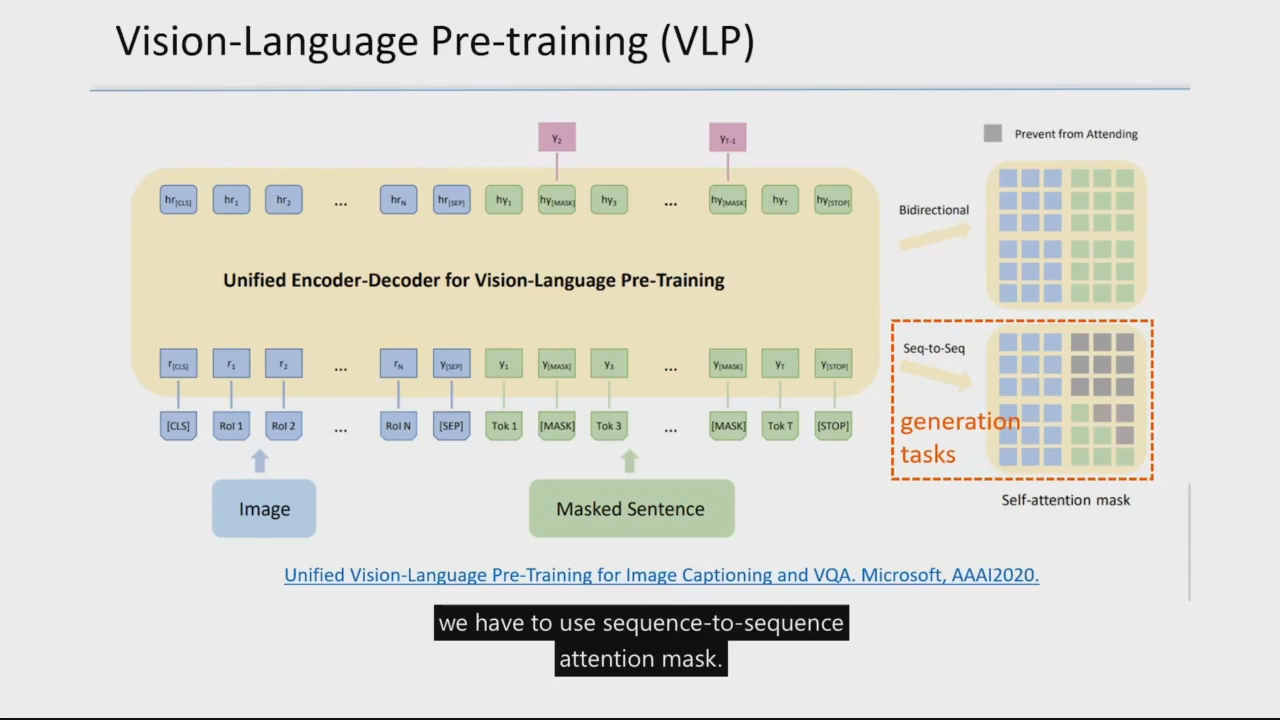 Vision-Language Pre-training (VLP)
y2 yT-1
Prevent from Attending
hr[CLS] hr1 hr2 ... hrN hr[SEP] hy1 hy[MASK] hy3 ... hy[MASK] hyT hy[STOP]
Bidirectional
Unified Encoder-Decoder for Vision-Language Pre-Training
r[CLS] r1 r2 ... rN y[SEP] y1 y[MASK] y3 ... y[MASK] yT y[STOP]
Seq-to-Seq
[CLS] RoI 1 RoI 2 ... RoI N [SEP] Tok 1 [MASK] Tok 3 ... [MASK] Tok T [STOP]
generation
tasks
Image
Masked Sentence
Self-attention mask
Unified Vision-Language Pre-Training for Image Captioning and VQA. Microsoft, AAAI2020.
we have to use sequence-to-sequence
attention mask.